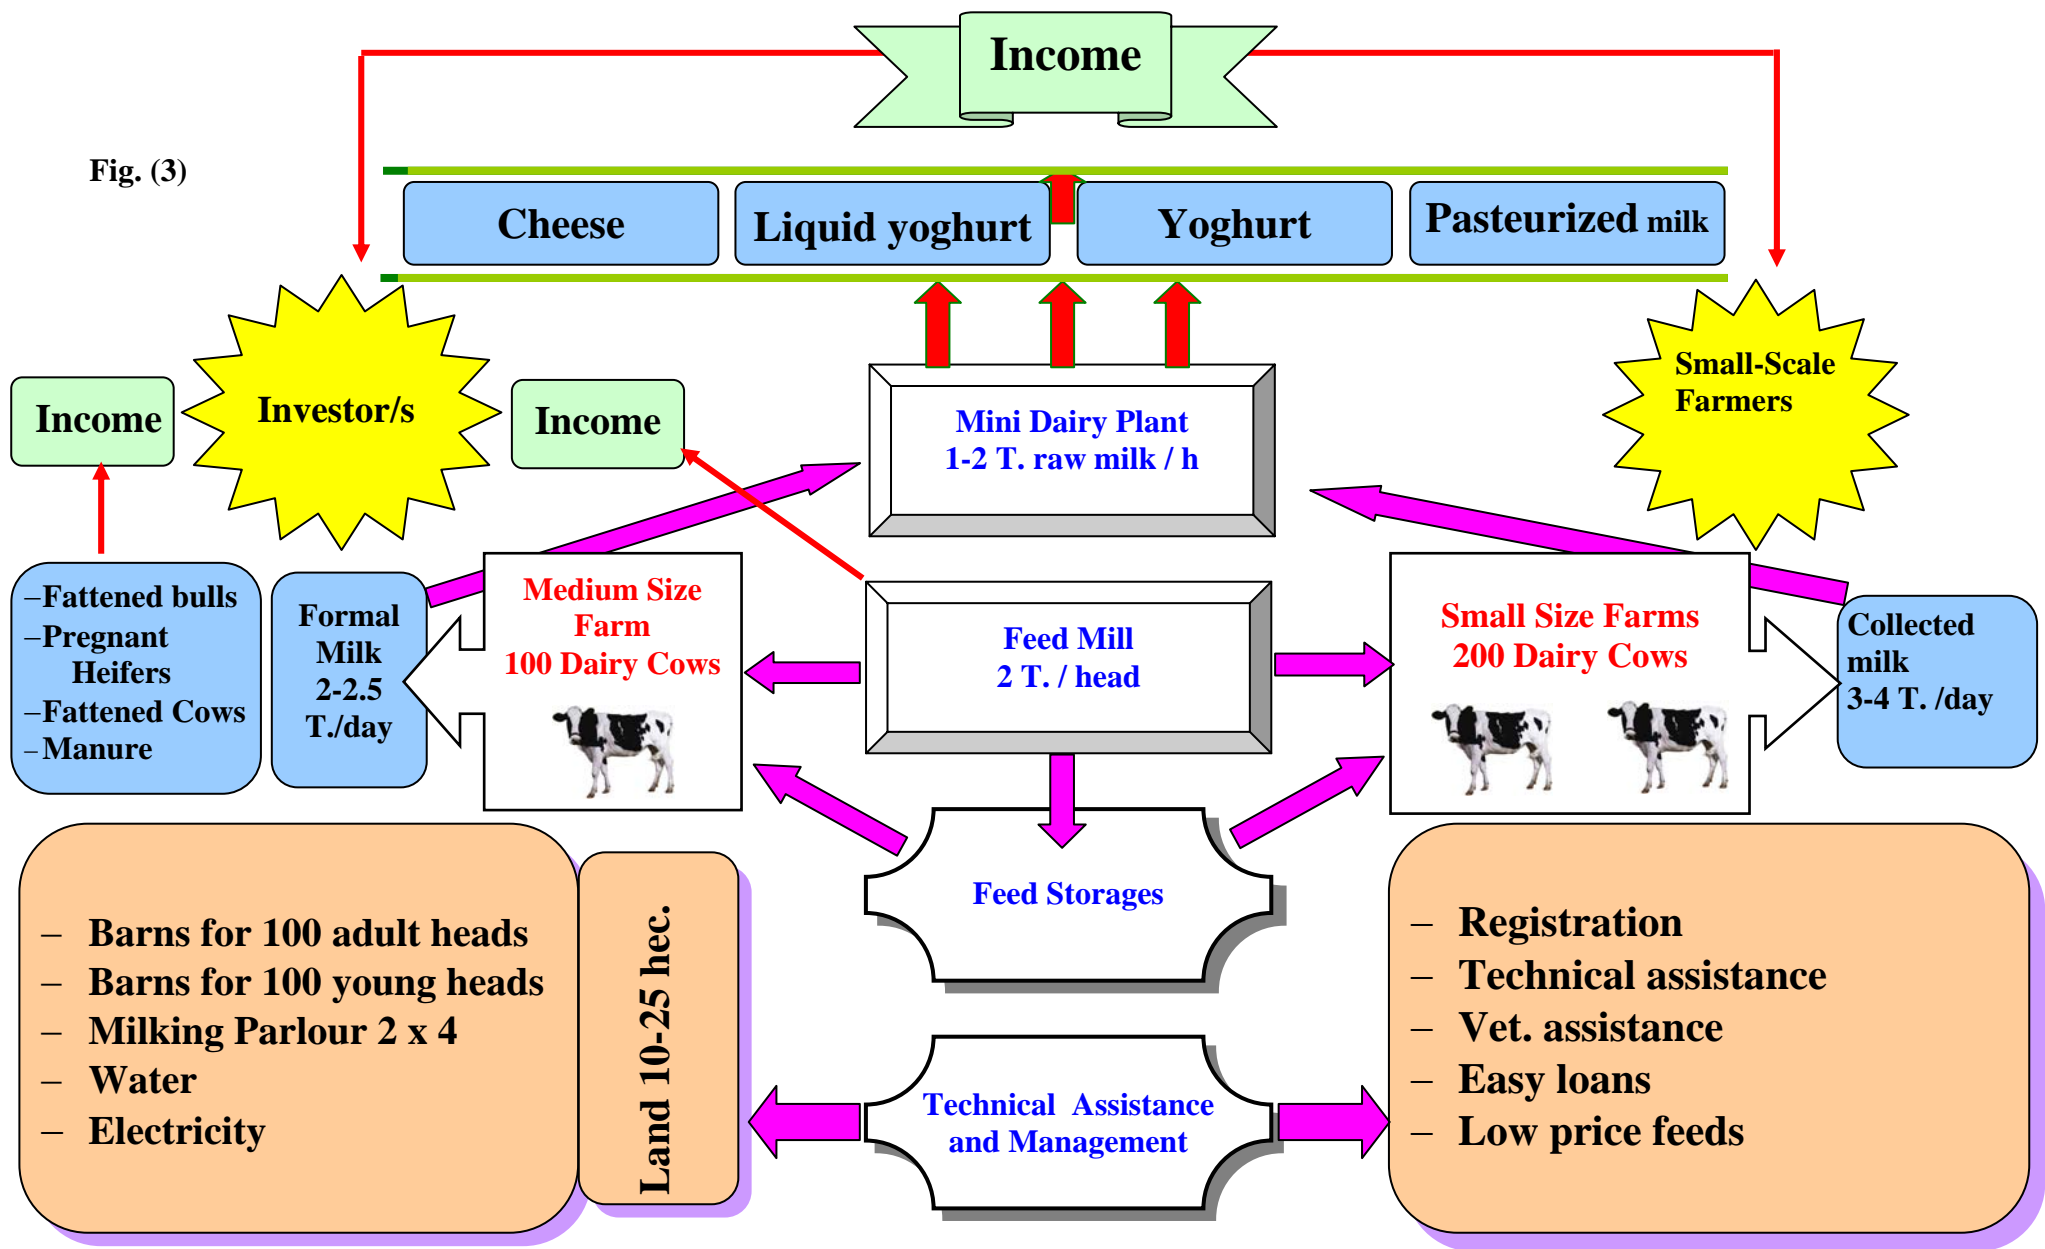 Income
Fig. (3)
Cheese
Liquid yoghurt
Yoghurt
Pasteurized milk
Income
Investor/s
Income
Mini Dairy Plant
1-2 T. raw milk / h
Small-Scale
Farmers
–Fattened bulls
–Pregnant
Heifers
–Fattened Cows
–Manure
Formal
Milk
2-2.5
T./day
Medium Size
Farm
100 Dairy Cows
Feed Mill
2 T. / head
Small Size Farms
200 Dairy Cows
Collected
milk
3-4 T. /day
– Barns for 100 adult heads
– Barns for 100 young heads
– Milking Parlour 2 x 4
– Water
– Electricity
Land 10-25 hec.
Feed Storages
Technical Assistance
and Management
– Registration
– Technical assistance
– Vet. assistance
– Easy loans
– Low price feeds